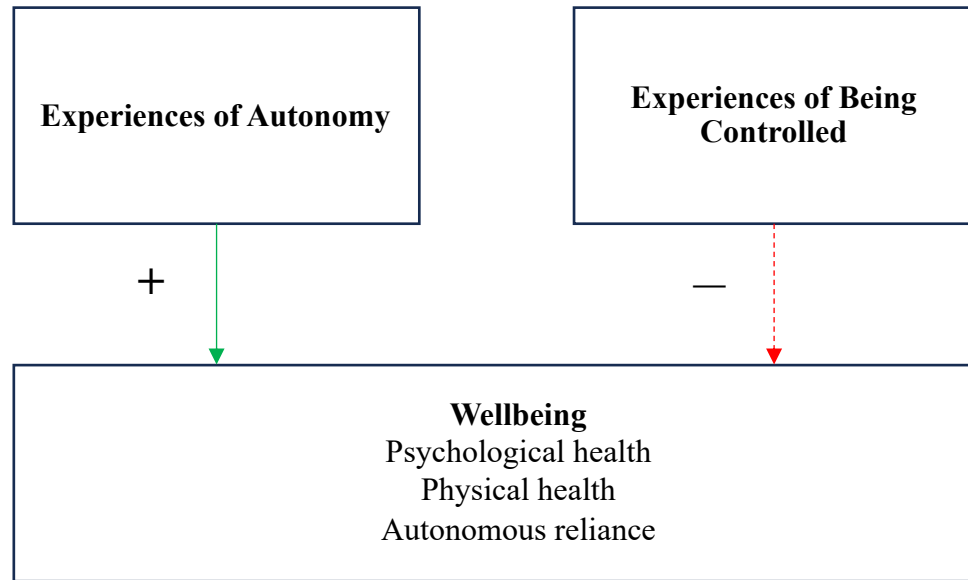 Experiences of Autonomy
Experiences of Being
Controlled
+
—
Wellbeing
Psychological health
Physical health
Autonomous reliance